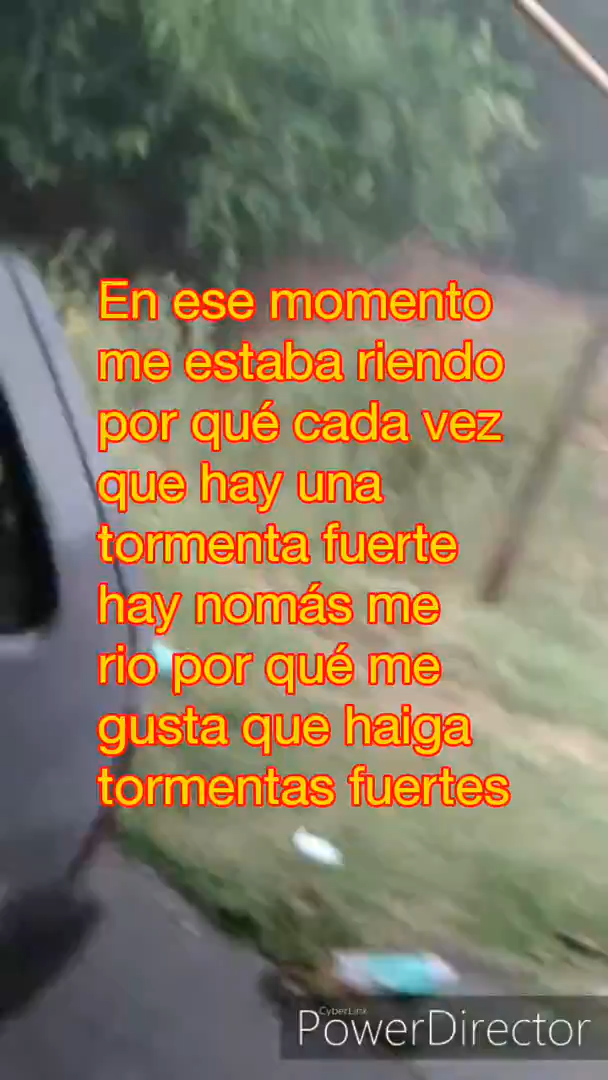 En ese momento
me estaba riendo
por qué cada vez
que hay una
tormenta fuerte
hay nomás me
rio por qué me
gusta que haiga
tormentas fuertes
CyberLink
PowerDirector